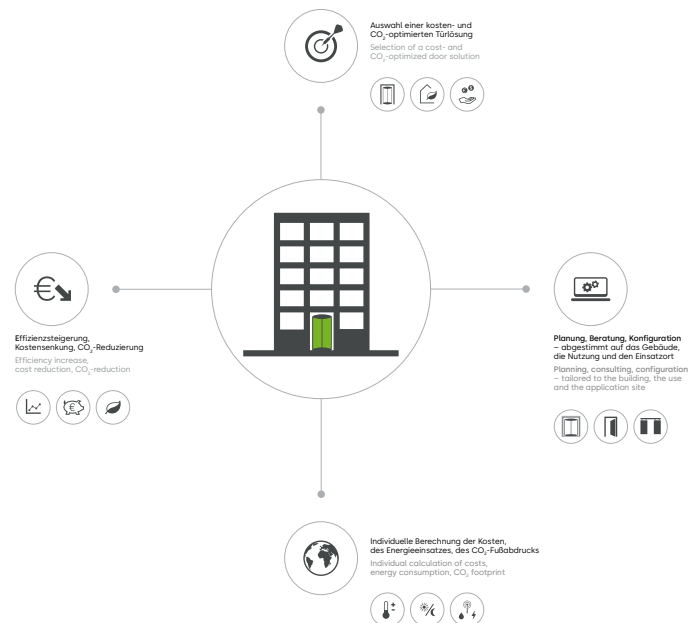 Auswahl einer kosten- und
CO₂-optimierten Türlösung
Selection of a cost- and
CO₂-optimized door solution
Effizienzsteigerung,
Kostensenkung, CO₂-Reduzierung
Efficiency increase,
cost reduction, CO₂-reduction
Planung, Beratung, Konfiguration
– abgestimmt auf das Gebäude,
die Nutzung und den Einsatzort
Planning, consulting, configuration
– tailored to the building, the use
and the application site
Individuelle Berechnung der Kosten,
des Energieeinsatzes, des CO₂-Fußabdrucks
Individual calculation of costs,
energy consumption, CO₂ footprint